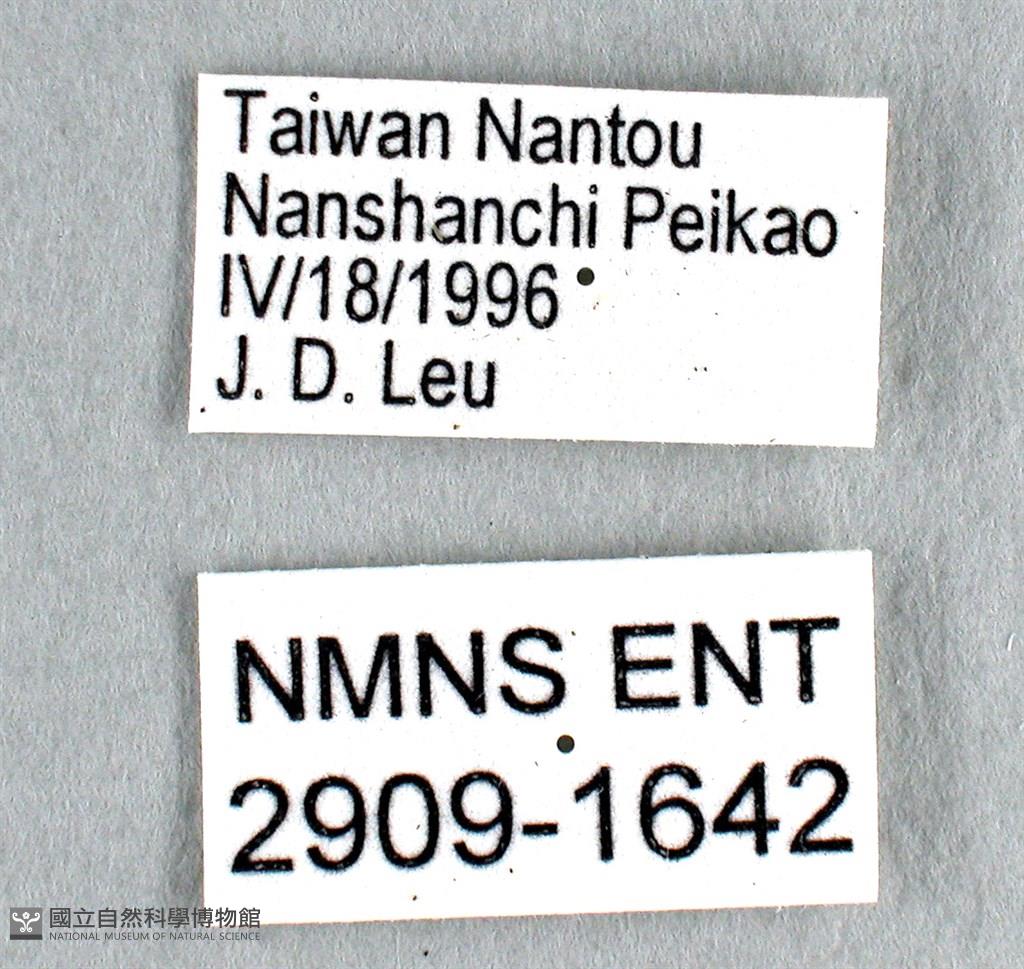 Taiwan Nantou
Nanshanchi Peikao
IV/18/1996
J. D. Leu
NMNS ENT
2909-1642
國立自然科學博物館
NATIONAL MUSEUM OF NATURAL SCIENCE